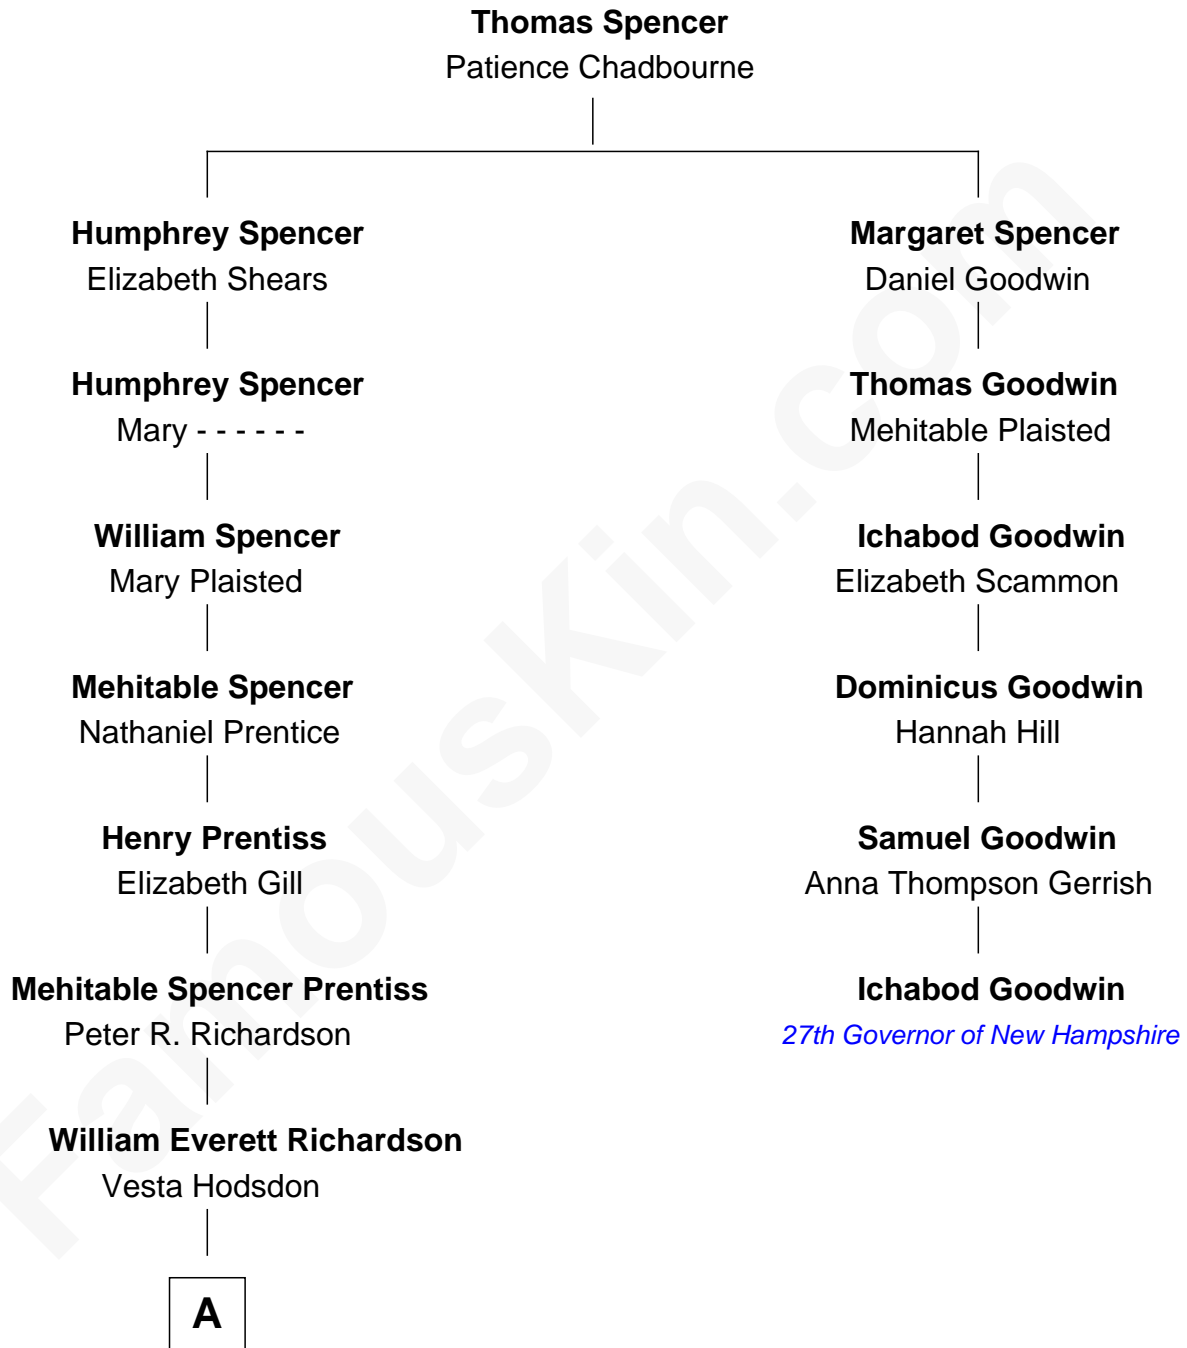 Thomas Spencer
Patience Chadbourne
Humphrey Spencer
Elizabeth Shears
Margaret Spencer
Daniel Goodwin
Humphrey Spencer
Mary - - - - - -
Thomas Goodwin
Mehitable Plaisted
William Spencer
Mary Plaisted
Ichabod Goodwin
Elizabeth Scammon
Mehitable Spencer
Nathaniel Prentice
Dominicus Goodwin
Hannah Hill
Henry Prentiss
Elizabeth Gill
Samuel Goodwin
Anna Thompson Gerrish
Mehitable Spencer Prentiss
Peter R. Richardson
Ichabod Goodwin
27th Governor of New Hampshire
William Everett Richardson
Vesta Hodsdon
A
FamousKin.com